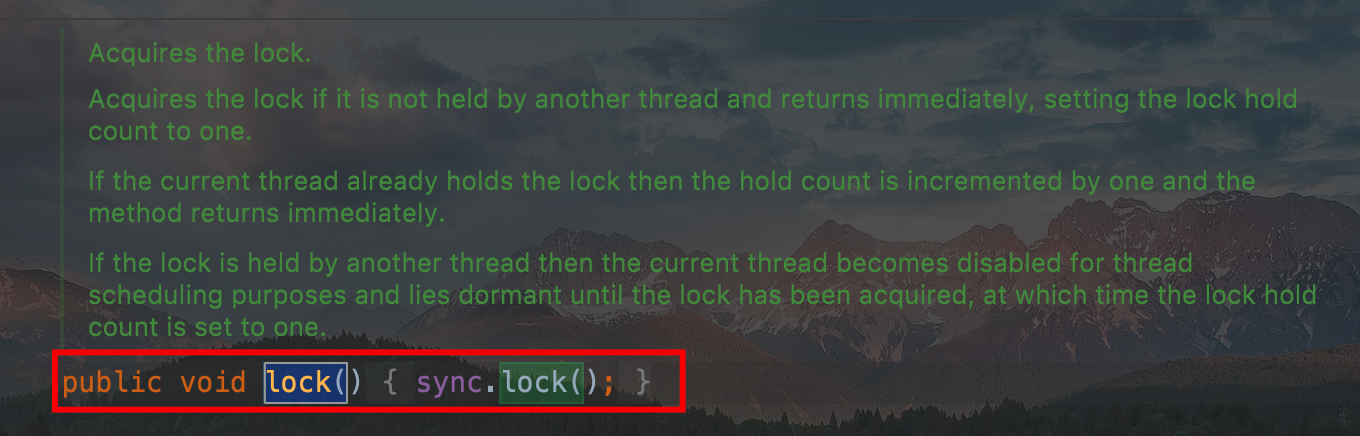 Acquires the lock.
Acquires the lock if it is not held by another thread and returns immediately, setting the lock hold
count to one.
If the current thread already holds the lock then the hold count is incremented by one and the
method returns immediately.
If the lock is held by another thread then the current thread becomes disabled for thread
scheduling purposes and lies dormant until the lock has been acquired, at which time the lock hold
count is set to one.
public void lock() { sync.lock(); }